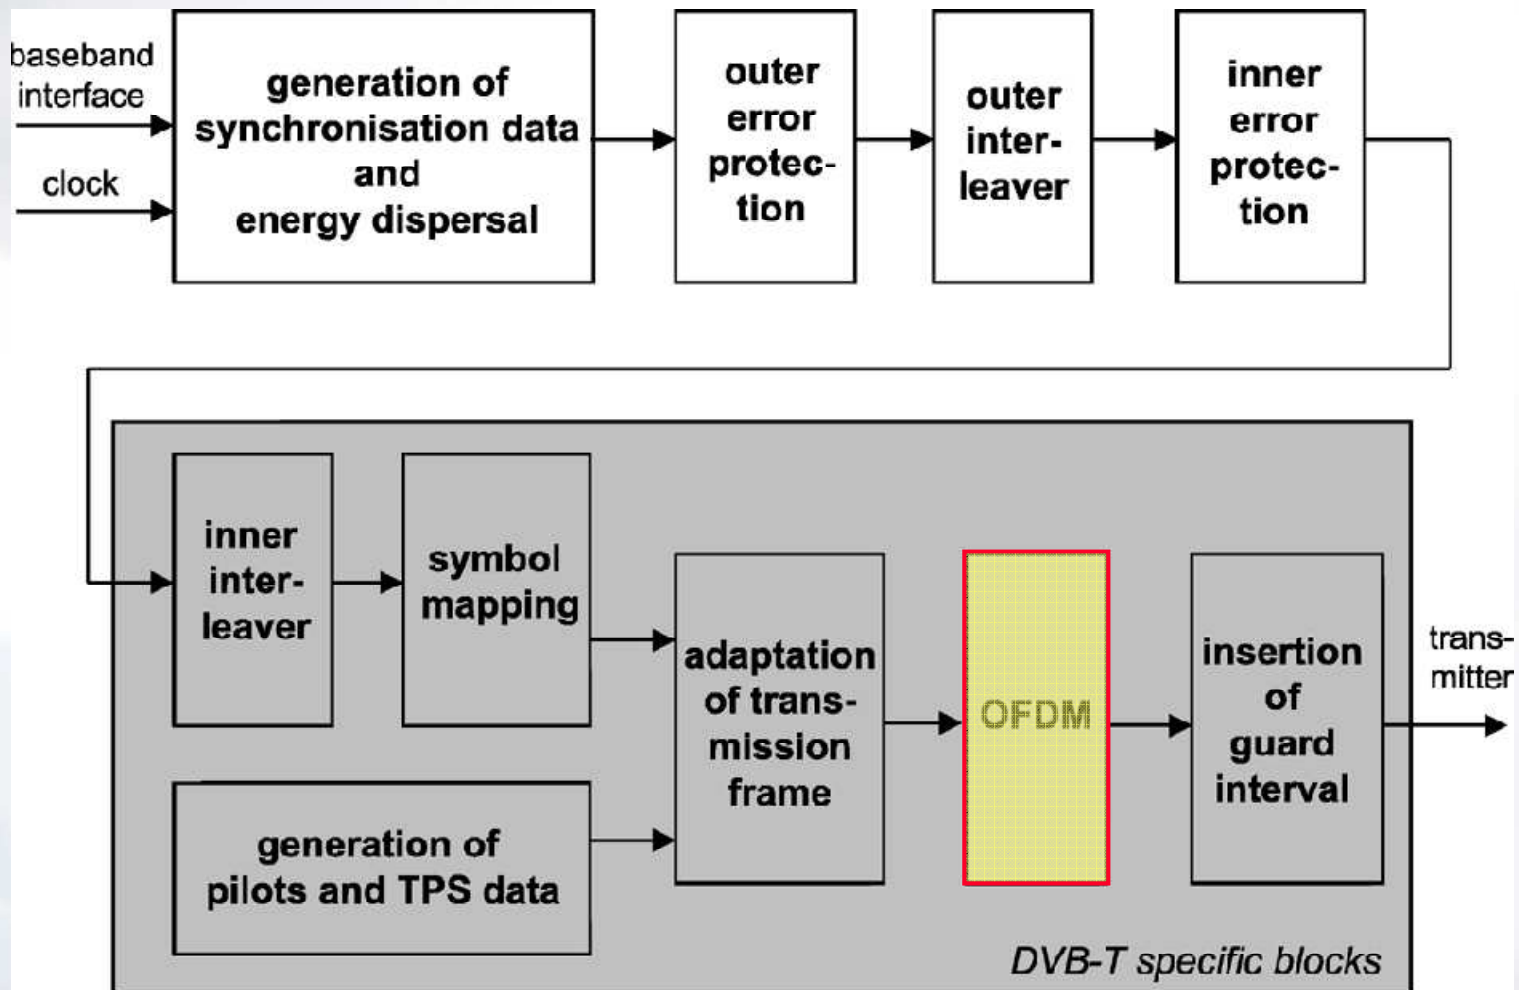 baseband
interface
clock
generation of
synchronisation data
and
energy dispersal
outer
error
protec-
tion
outer
inter-
leaver
inner
error
protec-
tion
inner
inter-
leaver
symbol
mapping
generation of
pilots and TPS data
adaptation
of trans-
mission
frame
OFDM
insertion
of
guard
interval
trans-
mitter
DVB-T specific blocks